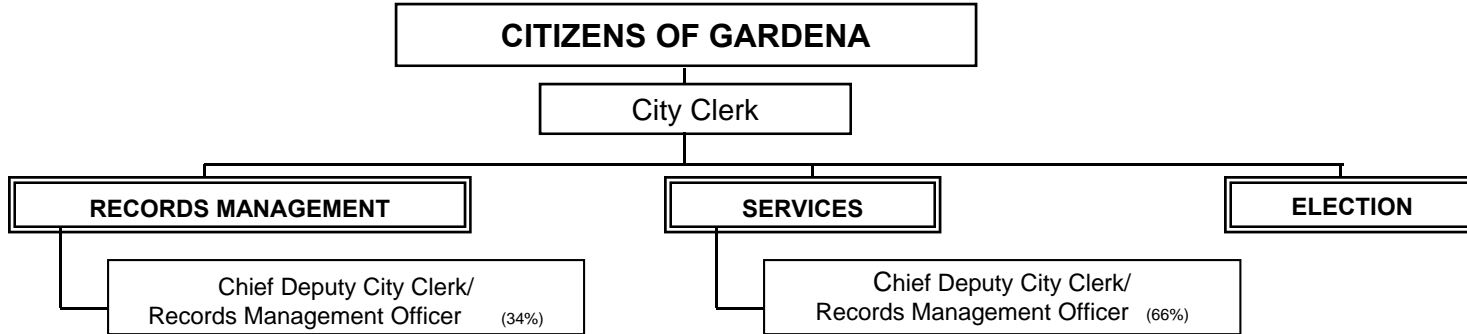 CITIZENS OF GARDENA
City Clerk
RECORDS MANAGEMENT
SERVICES
ELECTION
Chief Deputy City Clerk/
Records Management Officer (34%)
Chief Deputy City Clerk/
Records Management Officer (66%)